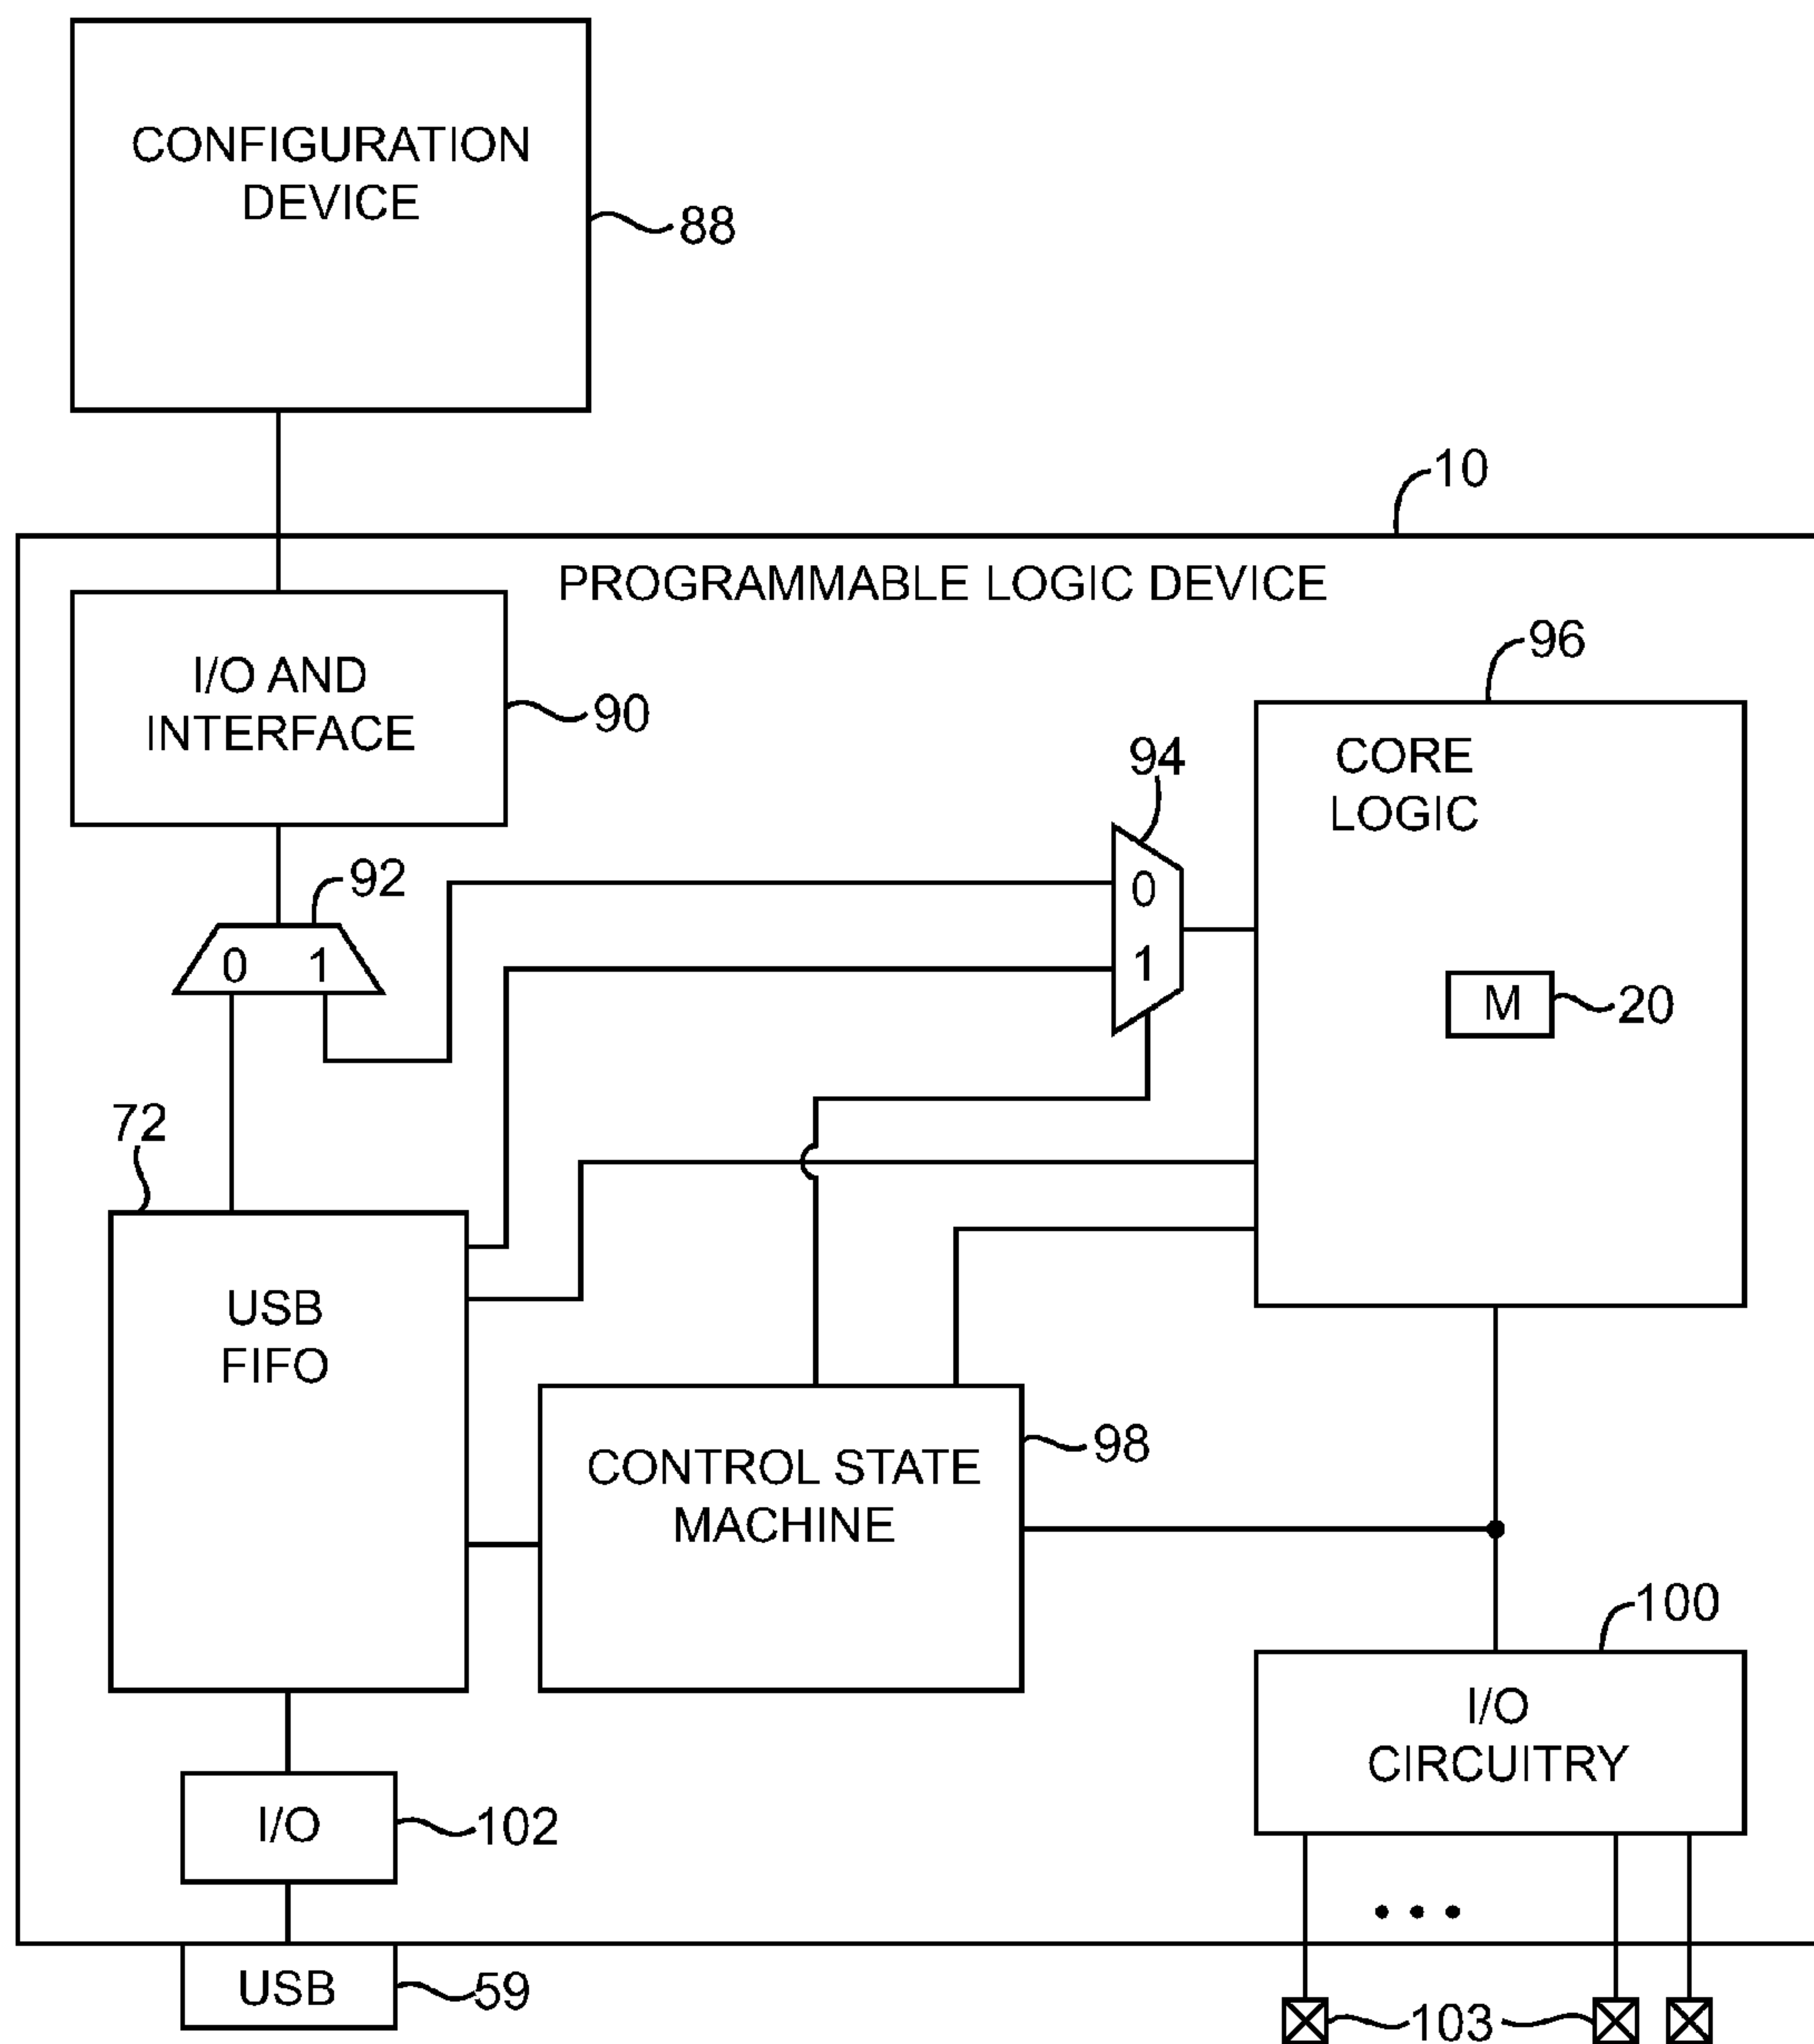 CONFIGURATION
DEVICE
88
10
PROGRAMMABLE LOGIC DEVICE
I/O AND
INTERFACE
90
96
CORE
LOGIC
94
0
1
92
0 1
M
20
72
USB
FIFO
CONTROL STATE
MACHINE
98
100
I/O
CIRCUITRY
I/O
102
USB
59
103